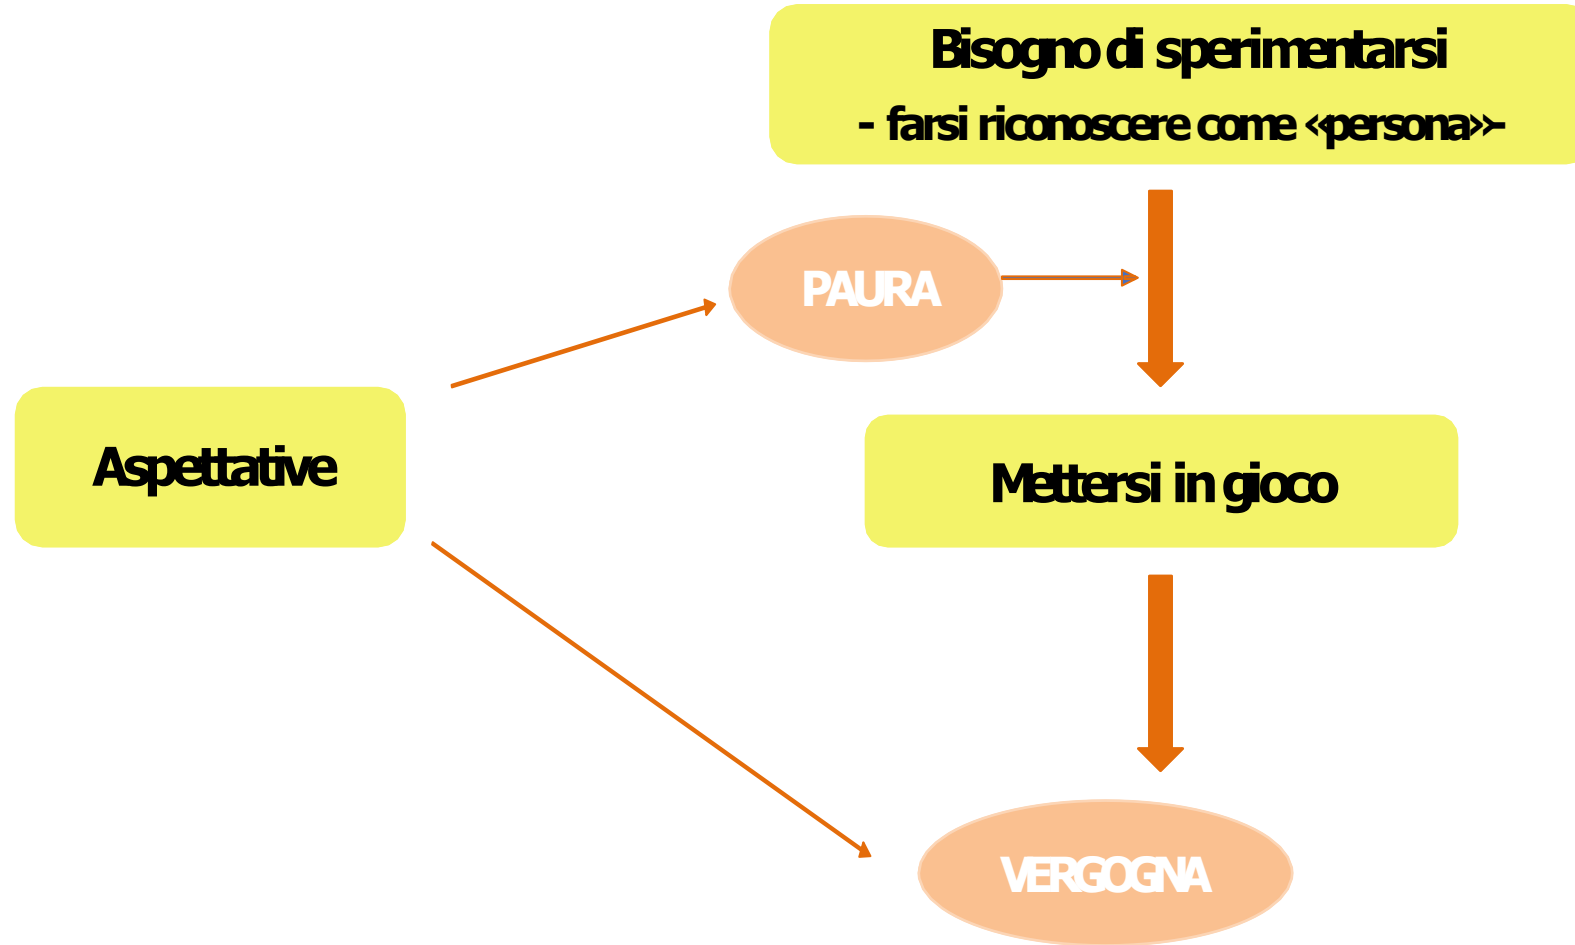 Bisogno di sperimentarsi
- farsi riconoscere come «persona»-
PAURA
Aspettative
Mettersi in gioco
VERGOGNA